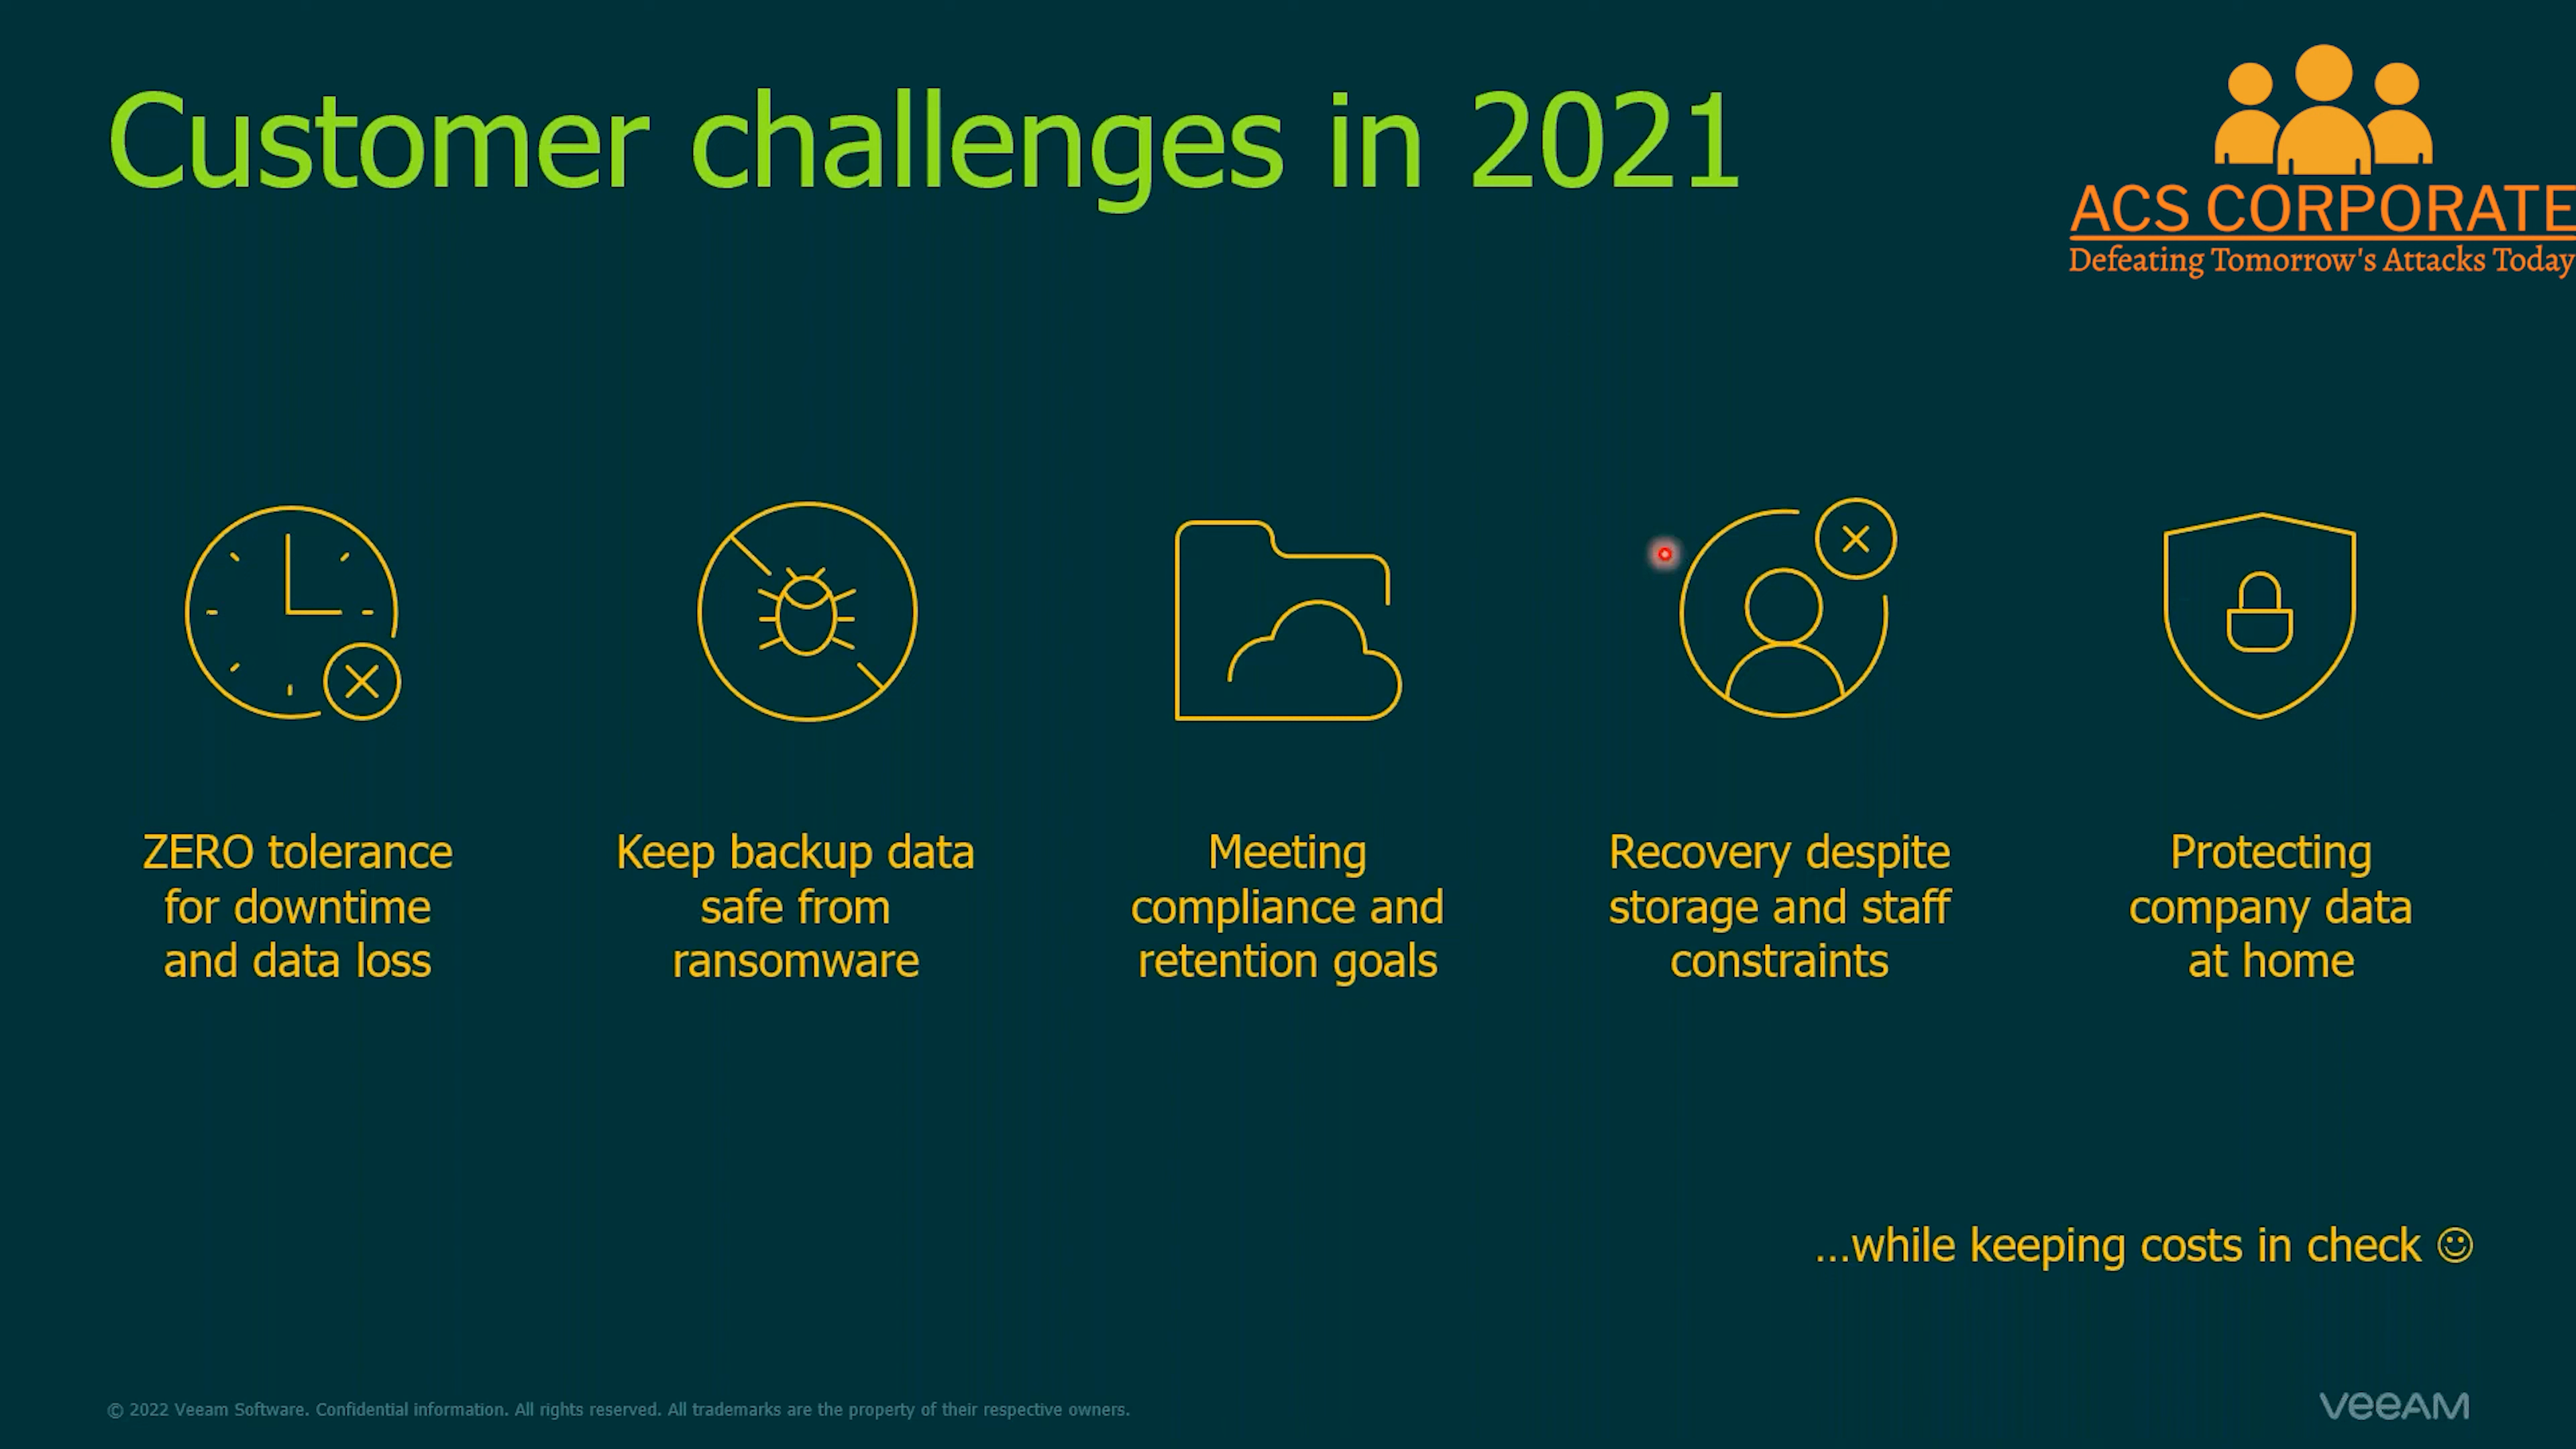 Customer challenges in 2021
ACS CORPORATE
Defeating Tomorrow's Attacks Today
ZERO tolerance
for downtime
and data loss
Keep backup data
safe from
ransomware
Meeting
compliance and
retention goals
Recovery despite
storage and staff
constraints
Protecting
company data
at home
...while keeping costs in check ☺
© 2022 Veeam Software. Confidential information. All rights reserved. All trademarks are the property of their respective owners.
veeAM